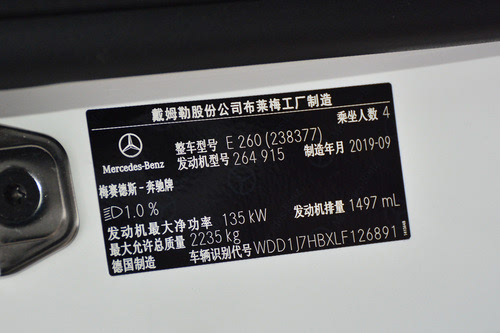 戴姆勒股份公司布莱梅工厂制造
乘坐人数 4
整车型号 E 260 (238377)
Mercedes-Benz
发动机型号 264 915 制造年月 2019-09
梅赛德斯-奔驰牌
1.0 %
发动机最大净功率 135 kW 发动机排量 1497 mL
最大允许总质量 2235 kg
德国制造 车辆识别代号 WDD1J7HBXLF126891